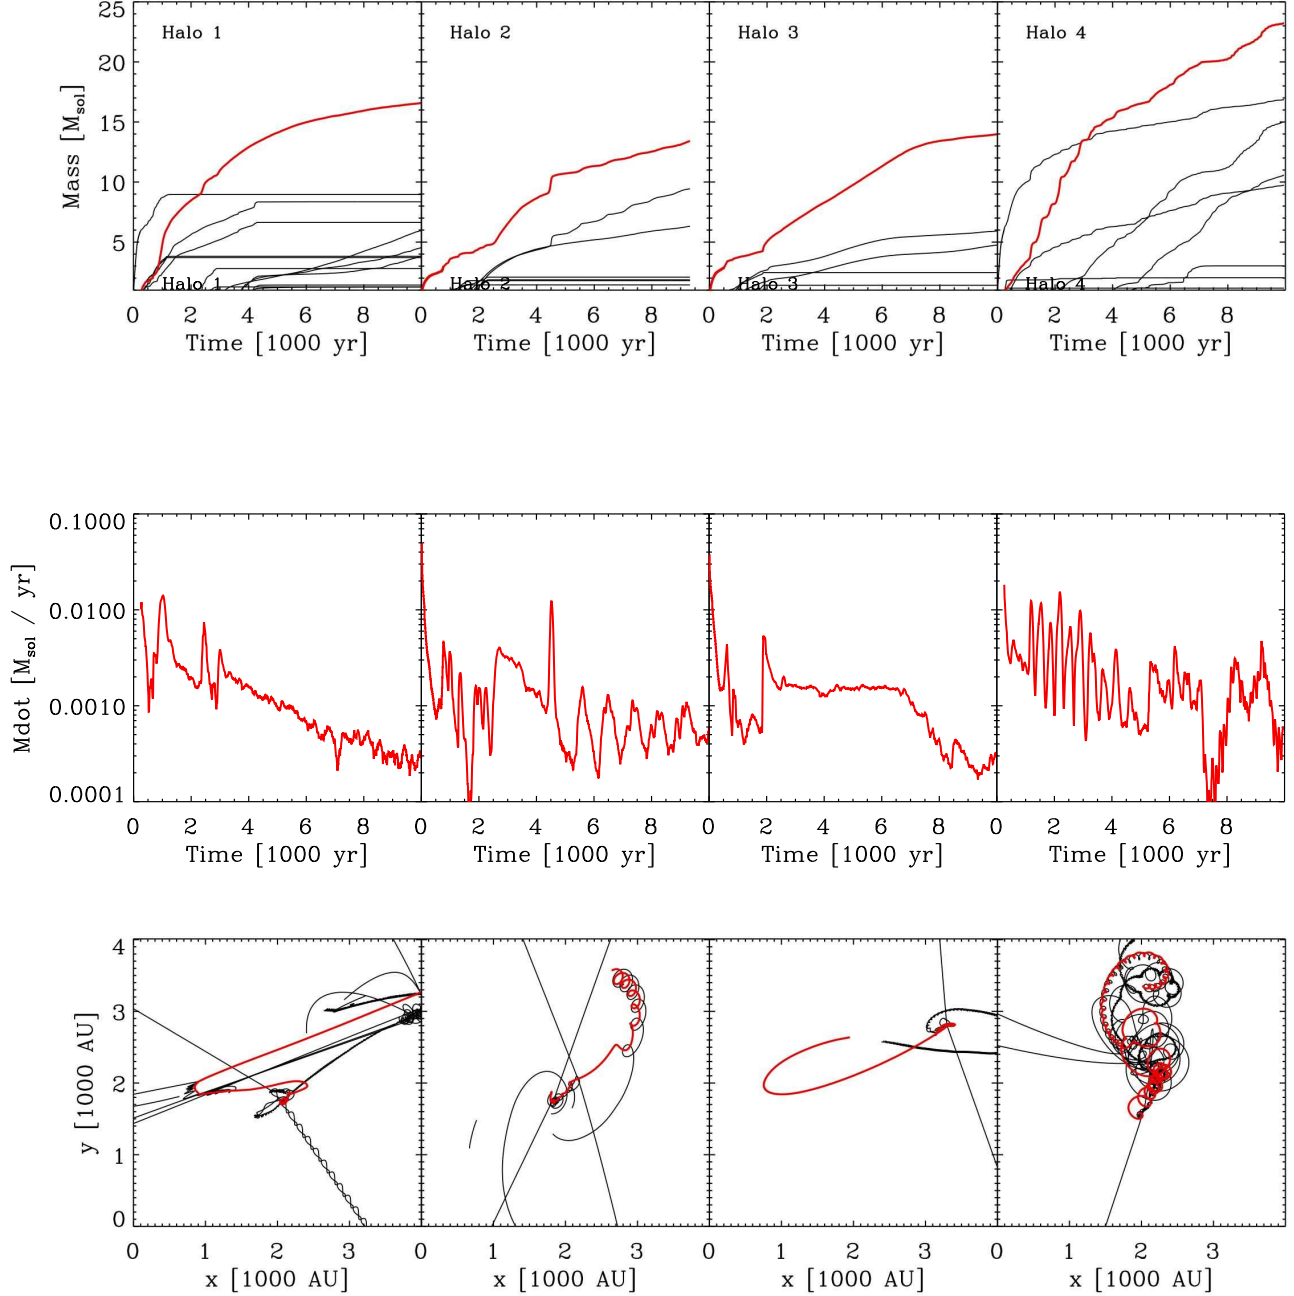 25
20
15
10
5
Mass [Msol]
Halo 1
Halo 2
Halo 3
Halo 4
Halo 1
Halo 2
Halo 3
Halo 4
0 2 4 6 8 0 2 4 6 8 0 2 4 6 8 0 2 4 6 8
Time [1000 yr] Time [1000 yr] Time [1000 yr] Time [1000 yr]
0.1000
0.0100
0.0010
0.0001
Mdot [Msol / yr]
0 2 4 6 8 0 2 4 6 8 0 2 4 6 8 0 2 4 6 8
Time [1000 yr] Time [1000 yr] Time [1000 yr] Time [1000 yr]
4
3
2
1
0
y [1000 AU]
0 1 2 3 0 1 2 3 0 1 2 3 0 1 2 3
x [1000 AU] x [1000 AU] x [1000 AU] x [1000 AU]